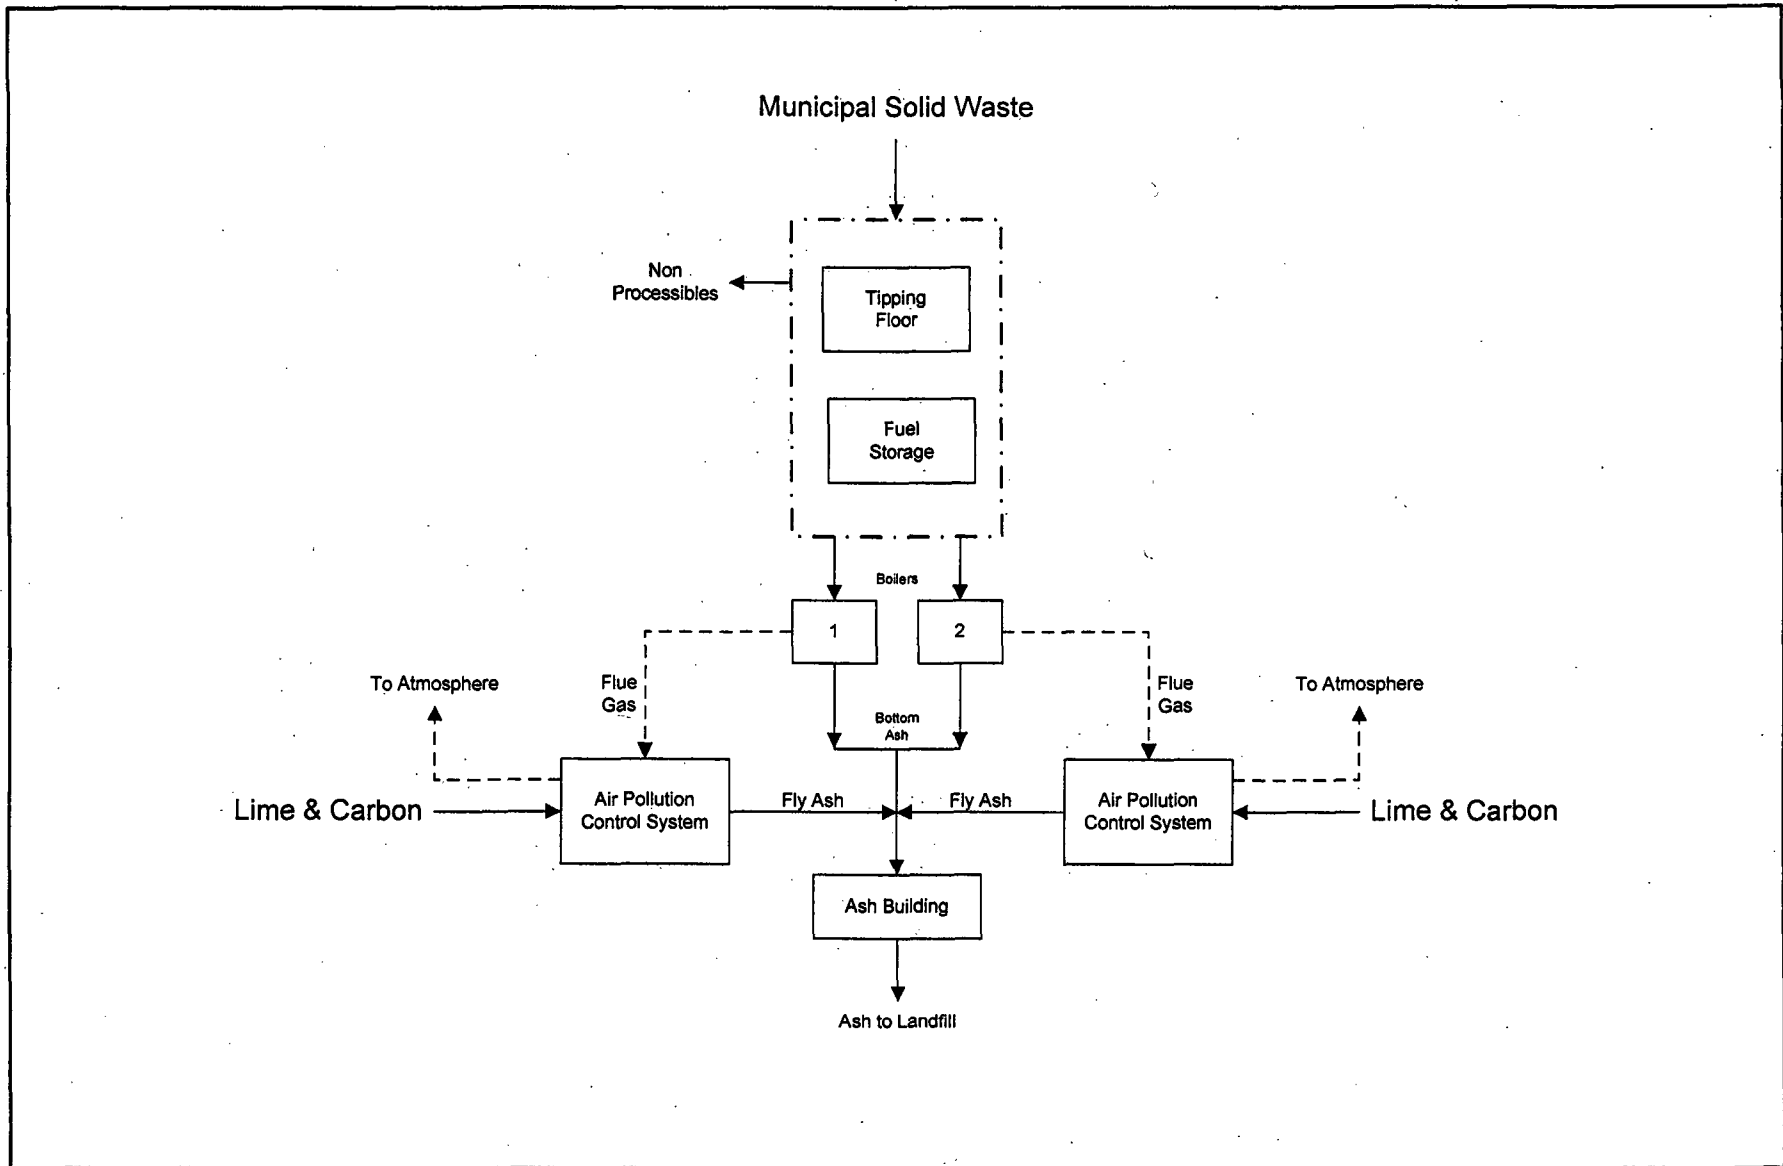 Municipal Solid Waste
Non
Processibles
Tipping
Floor
Fuel
Storage
Boilers
1
2
To Atmosphere
Flue
Gas
Bottom
Ash
Flue
Gas
To Atmosphere
Lime & Carbon
Air Pollution
Control System
Fly Ash
Fly Ash
Air Pollution
Control System
Lime & Carbon
Ash Building
Ash to Landfill